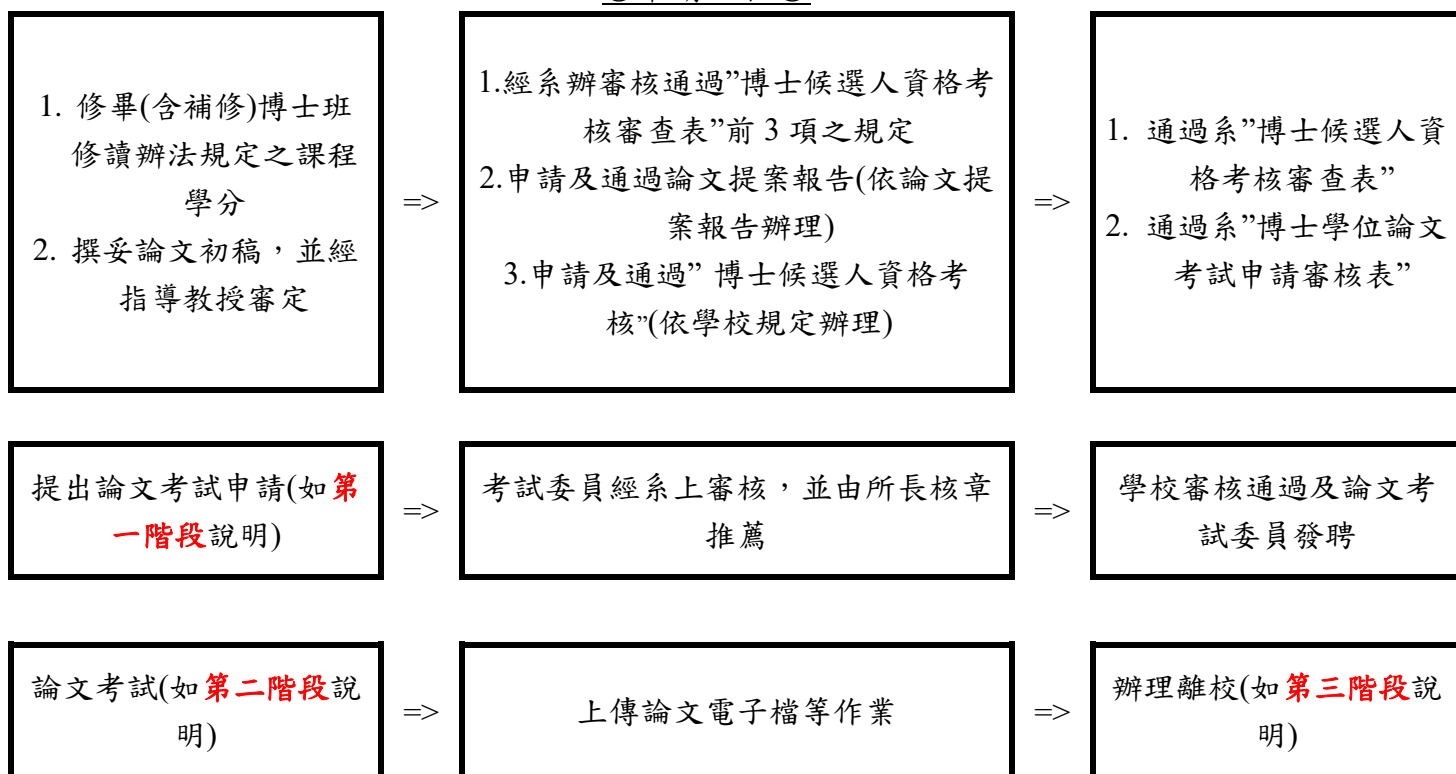 1. 修畢(含補修)博士班
修讀辦法規定之課程
學分
2. 撰妥論文初稿，並經
指導教授審定
=>
1.經系辦審核通過”博士候選人資格考
核審查表”前 3 項之規定
2.申請及通過論文提案報告(依論文提
案報告辦理)
3.申請及通過” 博士候選人資格考
核”(依學校規定辦理)
=>
1. 通過系”博士候選人資
格考核審查表”
2. 通過系”博士學位論文
考試申請審核表”
提出論文考試申請(如第
一階段說明)
=>
考試委員經系上審核，並由所長核章
推薦
=>
學校審核通過及論文考
試委員發聘
論文考試(如第二階段說
明)
=>
上傳論文電子檔等作業
=>
辦理離校(如第三階段說
明)